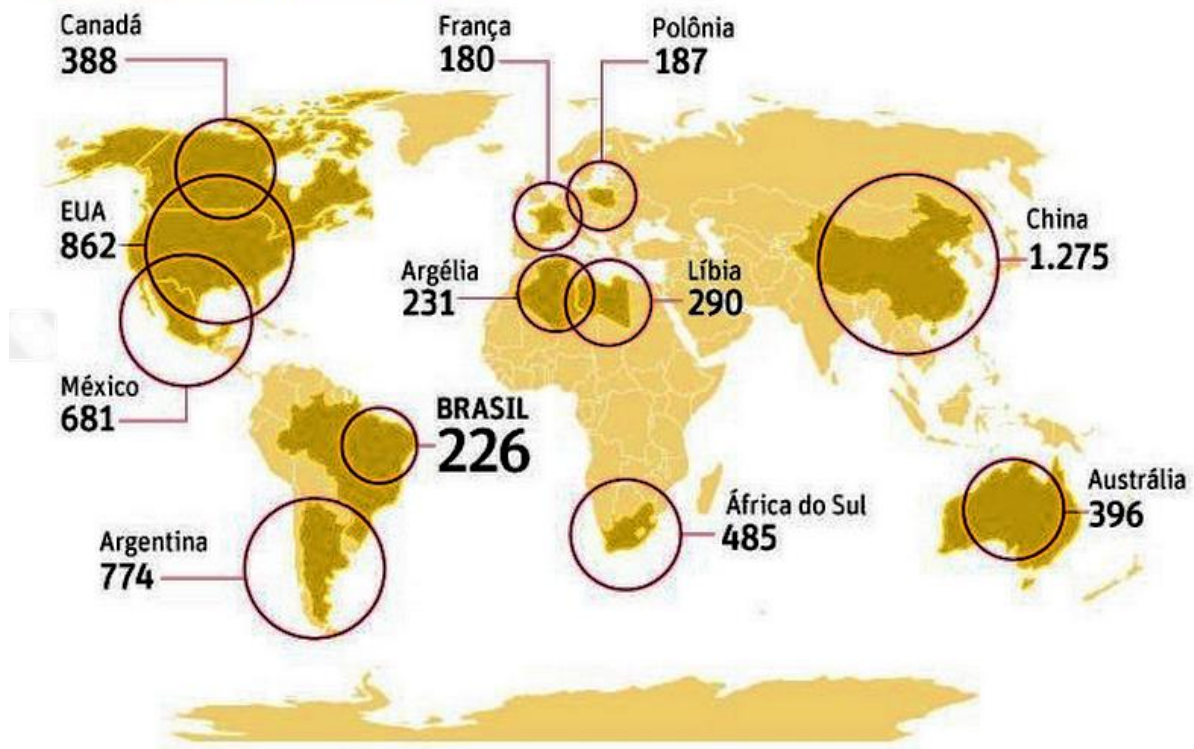 Canadá
388
França
180
Polônia
187
EUA
862
China
1.275
Argélia
231
Líbia
290
México
681
BRASIL
226
Austrália
396
África do Sul
485
Argentina
774